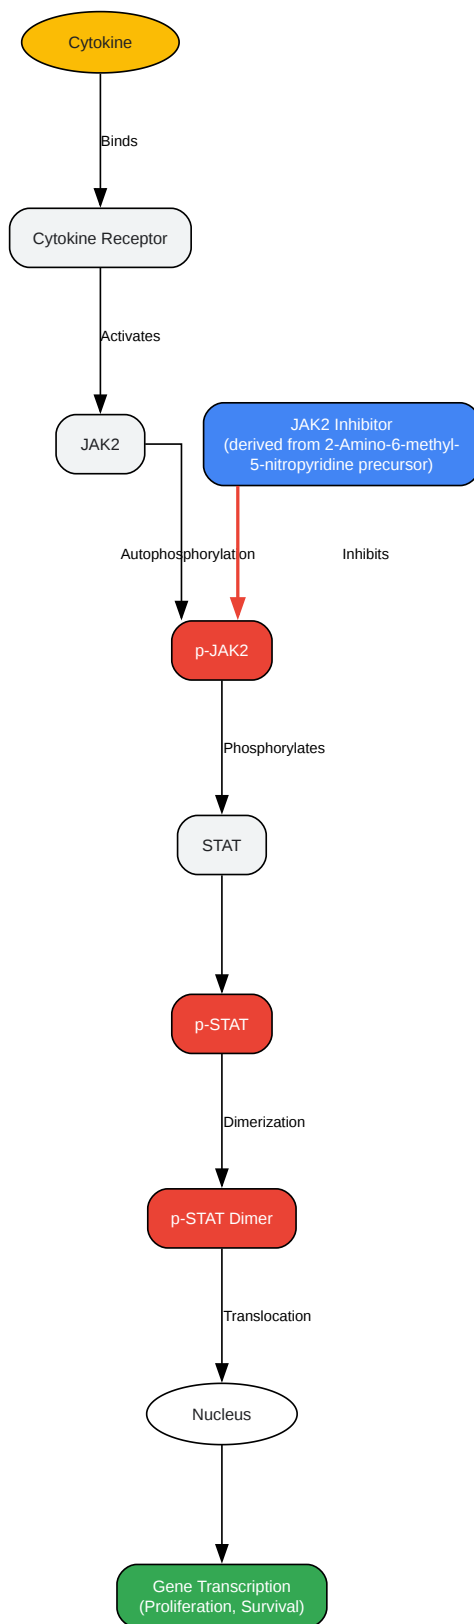 Cytokine
Binds
Cytokine Receptor
Activates
JAK2
JAK2 Inhibitor
(derived from 2-Amino-6-methyl-
5-nitropyridine precursor)
Autophosphorylation
Inhibits
p-JAK2
Phosphorylates
STAT
p-STAT
Dimerization
p-STAT Dimer
Translocation
Nucleus
Gene Transcription
(Proliferation, Survival)